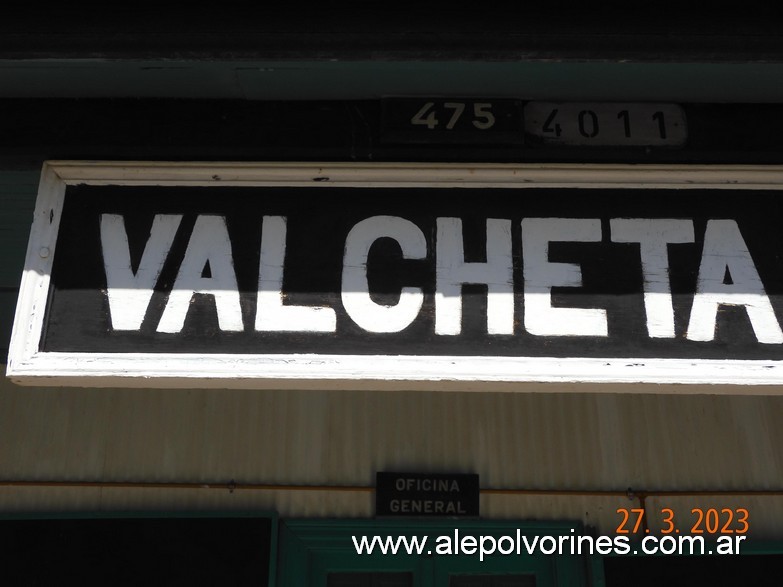 475 4011
VALCHETA
OFICINA
GENERAL
27. 3. 2023
www.alepolvorines.com.ar